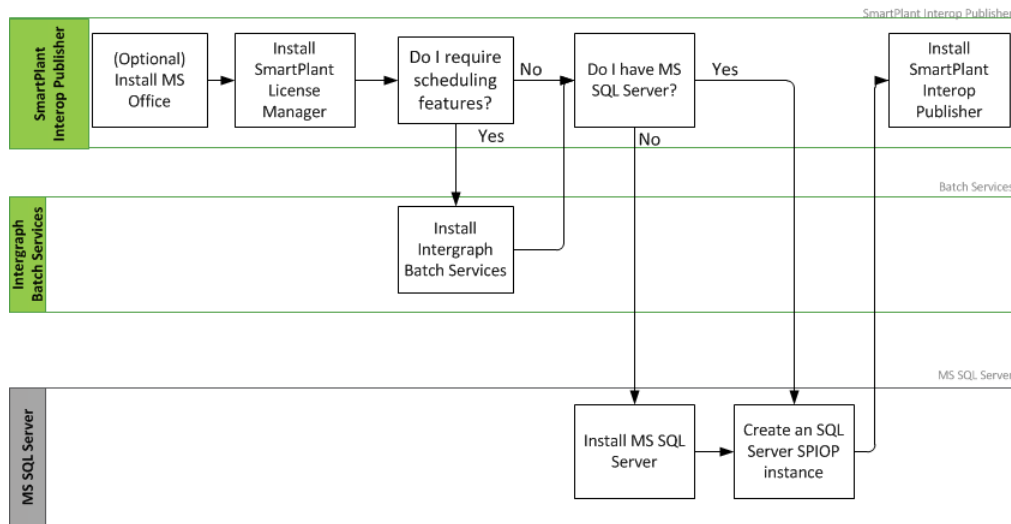 SmartPlant Interop Publisher
SmartPlant
Interop Publisher
(Optional)
Install MS
Office
Install
SmartPlant
License
Manager
Do I require
scheduling
features?
No
Yes
Do I have MS
SQL Server?
Yes
No
Install
SmartPlant
Interop
Publisher
Batch Services
Intergraph
Batch Services
Install
Intergraph
Batch Services
MS SQL Server
MS SQL Server
Install MS SQL
Server
Create an SQL
Server SPIOP
instance